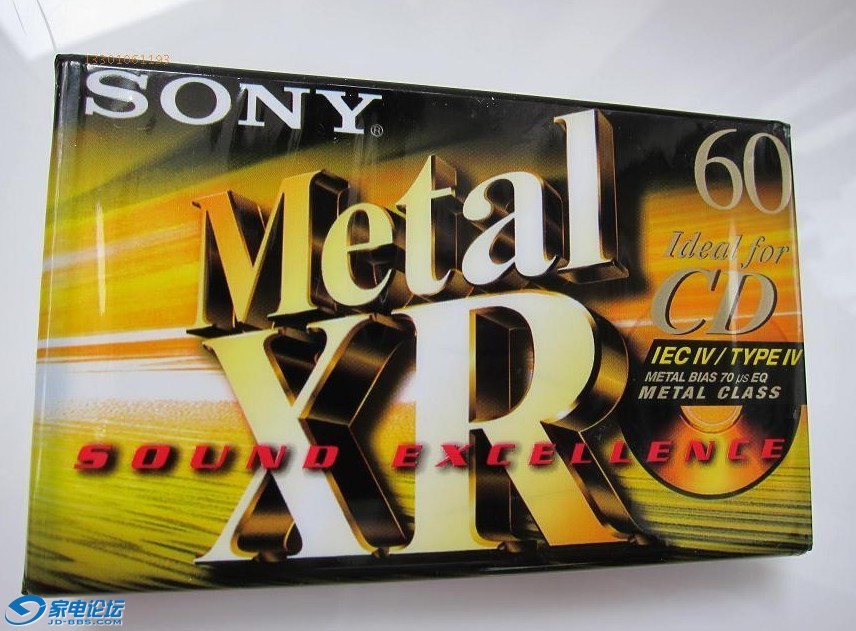 13301061193
SONY®
60
Metal
Ideal for
CD
XR
IEC IV / TYPE IV
METAL BIAS 70 µs EQ
METAL CLASS
SOUND EXCELLENCE
家电论坛
JD-BBS.COM